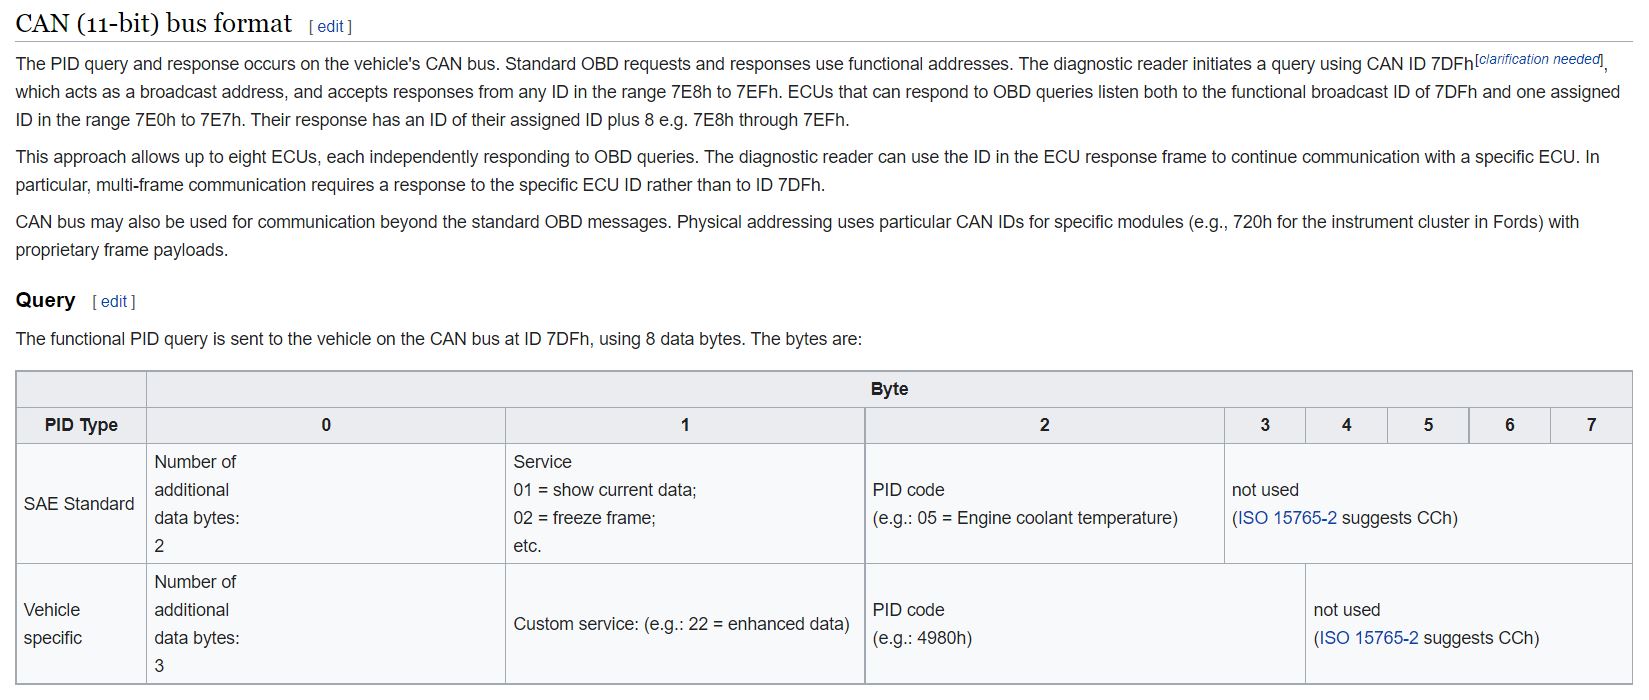 CAN (11-bit) bus format [ edit ]
The PID query and response occurs on the vehicle's CAN bus. Standard OBD requests and responses use functional addresses. The diagnostic reader initiates a query using CAN ID 7DFh[clarification needed],
which acts as a broadcast address, and accepts responses from any ID in the range 7E8h to 7EFh. ECUs that can respond to OBD queries listen both to the functional broadcast ID of 7DFh and one assigned
ID in the range 7E0h to 7E7h. Their response has an ID of their assigned ID plus 8 e.g. 7E8h through 7EFh.
This approach allows up to eight ECUs, each independently responding to OBD queries. The diagnostic reader can use the ID in the ECU response frame to continue communication with a specific ECU. In
particular, multi-frame communication requires a response to the specific ECU ID rather than to ID 7DFh.
CAN bus may also be used for communication beyond the standard OBD messages. Physical addressing uses particular CAN IDs for specific modules (e.g., 720h for the instrument cluster in Fords) with
proprietary frame payloads.
Query [ edit ]
The functional PID query is sent to the vehicle on the CAN bus at ID 7DFh, using 8 data bytes. The bytes are:
Byte
PID Type 0 1 2 3 4 5 6 7
SAE Standard
Number of
additional
data bytes:
2
Service
01 = show current data;
02 = freeze frame;
etc.
PID code
(e.g.: 05 = Engine coolant temperature)
not used
(ISO 15765-2 suggests CCh)
Vehicle
specific
Number of
additional
data bytes:
3
Custom service: (e.g.: 22 = enhanced data)
PID code
(e.g.: 4980h)
not used
(ISO 15765-2 suggests CCh)